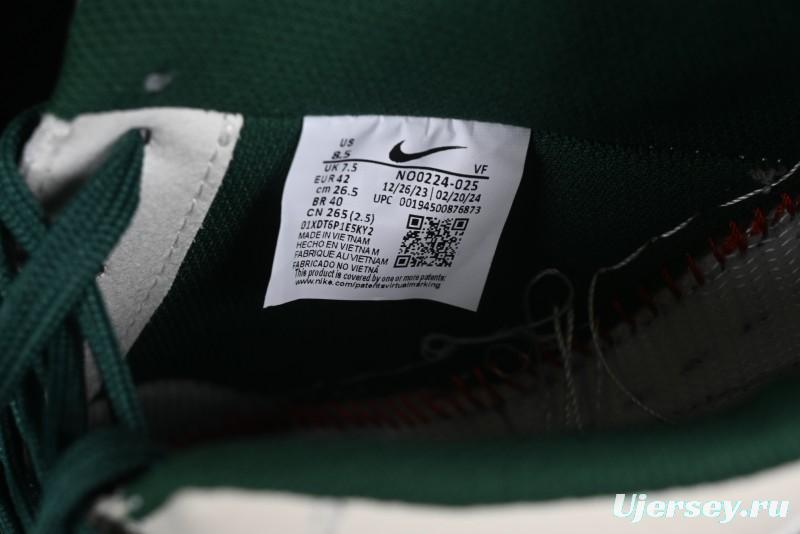 US
8.5
UK 7.5
EUR 42
cm 26.5
BR 40
CN 265 (2.5)
01XDT6P1E5KY2
MADE IN VIETNAM
HECHO EN VIETNAM
FABRIQUE AU VIETNAM
FABRICADO NO VIETNÃ
This product is covered by one or more patents:
www.nike.com/patentsvirtualmarking
VF
NO0224-025
12/26/23 | 02/20/24
UPC 00194500876873
Ujersey.ru